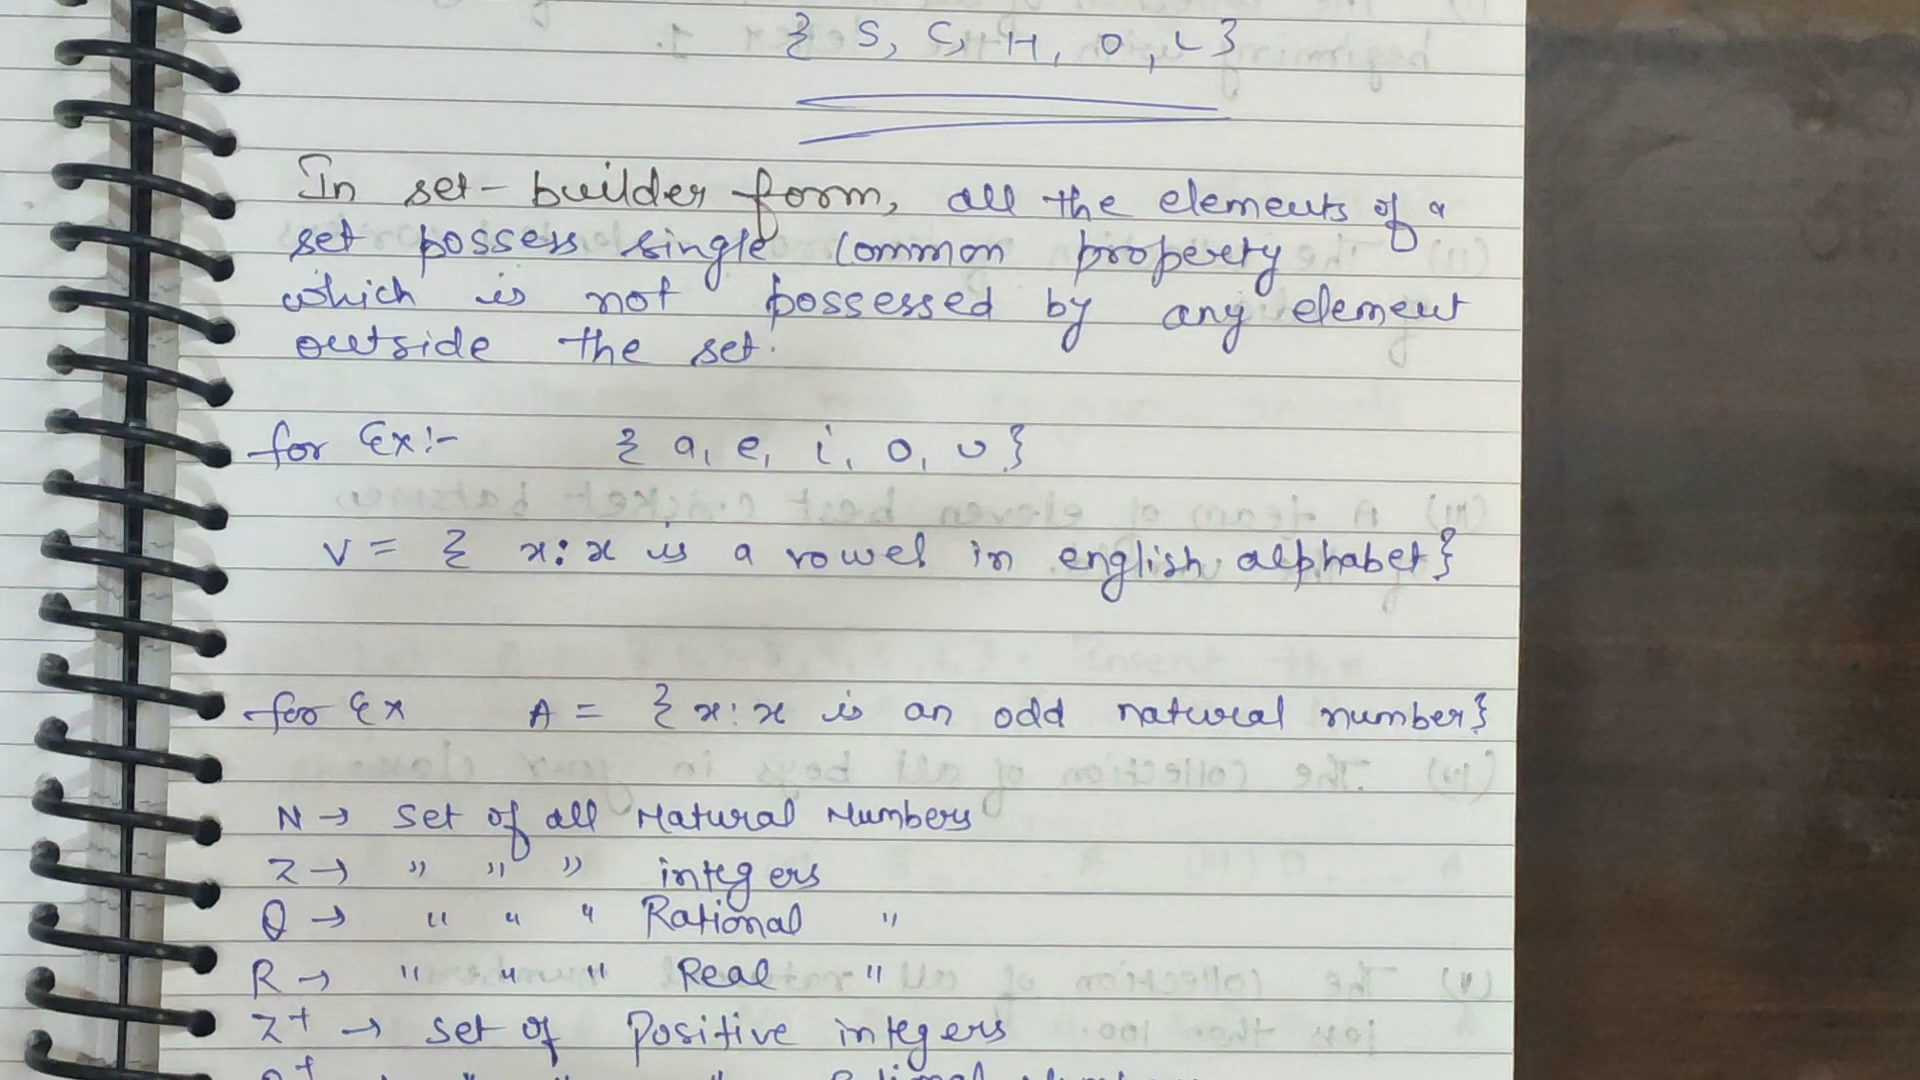 { S, C, H, O, L }
In set-builder form, all the elements of a
set possess single common property
which is not possessed by any element
outside the set.
for Ex:- { a, e, i, o, u }
V = { x : x is a vowel in english alphabet }
for Ex A = { x : x is an odd natural number }
N → Set of all Natural Numbers
Z → " " " integers
Q → " " " Rational "
R → " " " Real "
Z+ → set of Positive integers